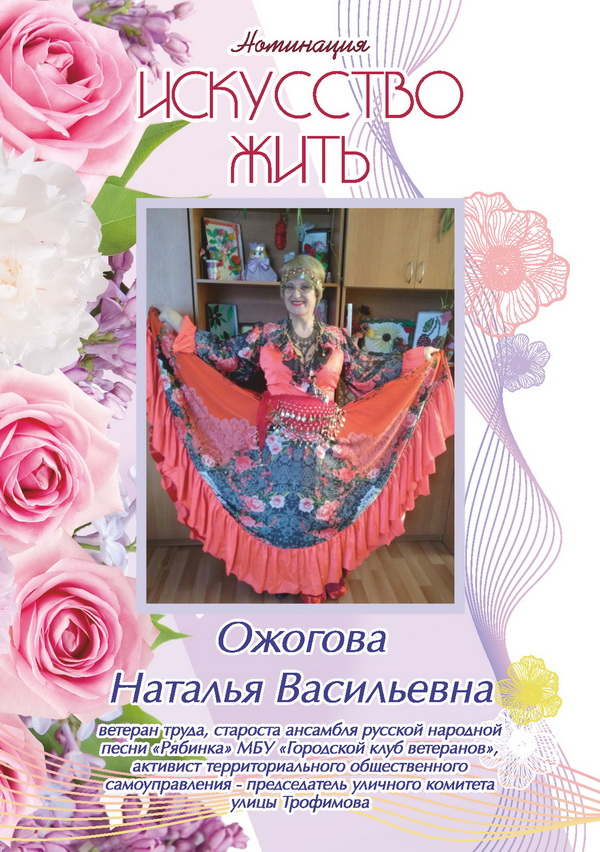 Номинация
ИСКУССТВО
ЖИТЬ
Ожогова
Наталья Васильевна
ветеран труда, староста ансамбля русской народной
песни «Рябинка» МБУ «Городской клуб ветеранов»,
активист территориального общественного
самоуправления - председатель уличного комитета
улицы Трофимова